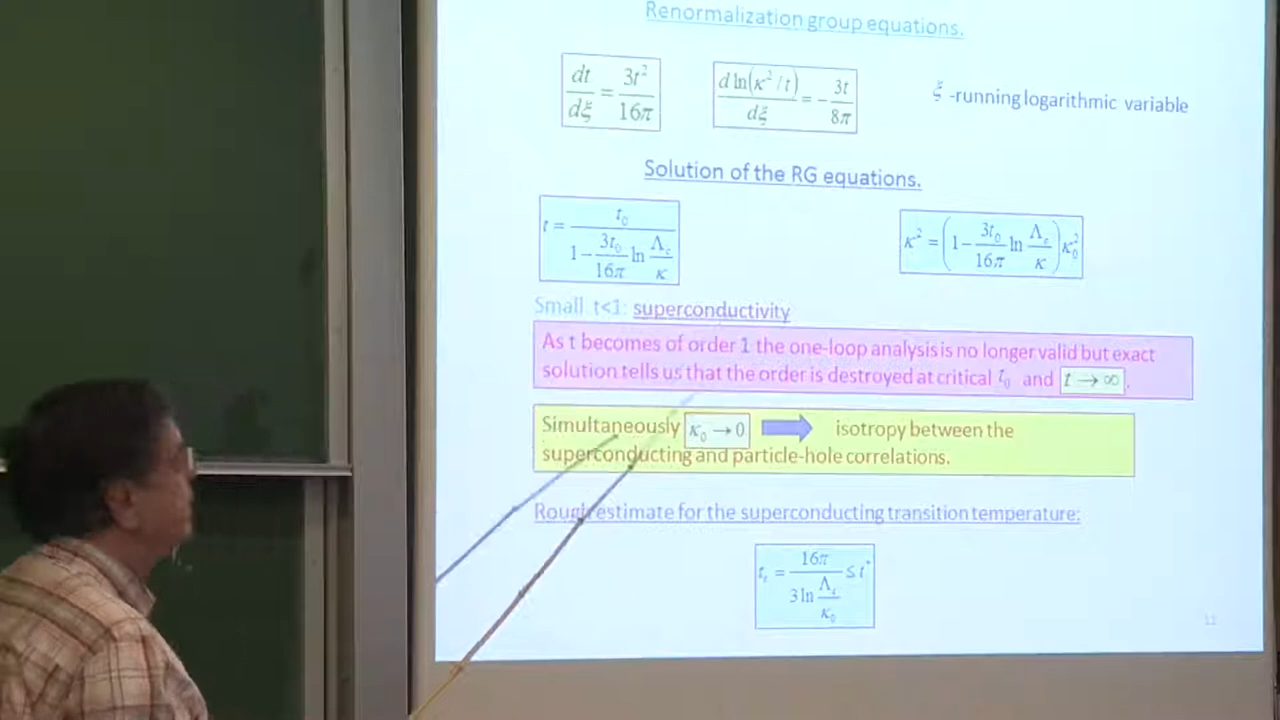 Renormalization group equations.
dt/dξ = 3t²/16π
d ln(κ²/t)/dξ = -3t/8π
ξ -running logarithmic variable
Solution of the RG equations.
t = t₀/(1 - 3t₀/16π ln Λc/κ)
κ² = (1 - 3t₀/16π ln Λc/κ) κ₀²
Small t<1: superconductivity
As t becomes of order 1 the one-loop analysis is no longer valid but exact
solution tells us that the order is destroyed at critical t₀ and t → ∞.
Simultaneously κ₀ → 0 isotropy between the
superconducting and particle-hole correlations.
Rough estimate for the superconducting transition temperature:
= 16π/(3 ln Λc/κ₀) ≤ t*
11